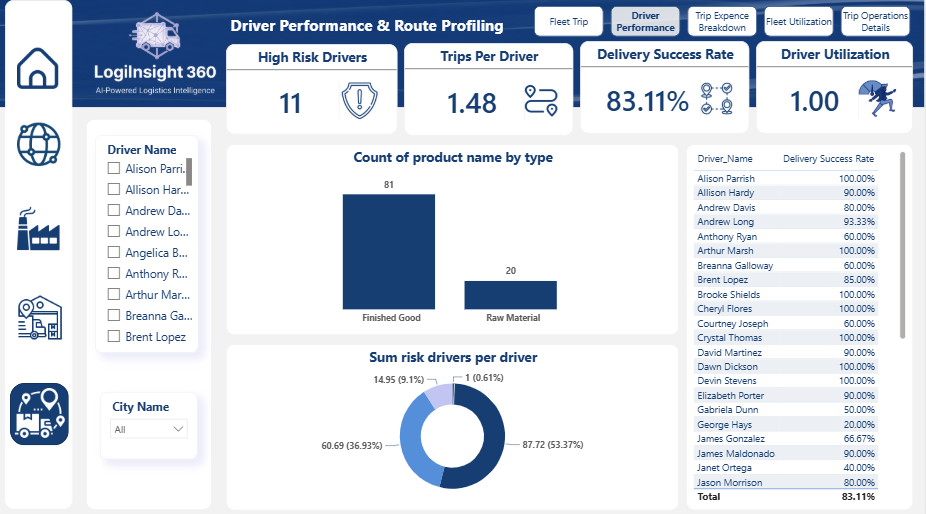 LogiInsight 360
AI-Powered Logistics Intelligence
Driver Performance & Route Profiling
Fleet Trip
Driver
Performance
Trip Expence
Breakdown
Fleet Utilization
Trip Operations
Details
High Risk Drivers
11
Trips Per Driver
1.48
Delivery Success Rate
83.11%
Driver Utilization
1.00
Driver Name
Alison Parri...
Allison Har...
Andrew Da...
Andrew Lo...
Angelica B...
Anthony R...
Arthur Mar...
Breanna Ga...
Brent Lopez
City Name
All
Count of product name by type
81
20
Finished Good
Raw Material
Sum risk drivers per driver
14.95 (9.1%)
1 (0.61%)
60.69 (36.93%)
87.72 (53.37%)
Driver_Name Delivery Success Rate
Alison Parrish 100.00%
Allison Hardy 90.00%
Andrew Davis 80.00%
Andrew Long 93.33%
Anthony Ryan 60.00%
Arthur Marsh 100.00%
Breanna Galloway 60.00%
Brent Lopez 85.00%
Brooke Shields 100.00%
Cheryl Flores 100.00%
Courtney Joseph 60.00%
Crystal Thomas 100.00%
David Martinez 90.00%
Dawn Dickson 100.00%
Devin Stevens 100.00%
Elizabeth Porter 90.00%
Gabriela Dunn 50.00%
George Hays 20.00%
James Gonzalez 66.67%
James Maldonado 90.00%
Janet Ortega 40.00%
Jason Morrison 80.00%
Total 83.11%